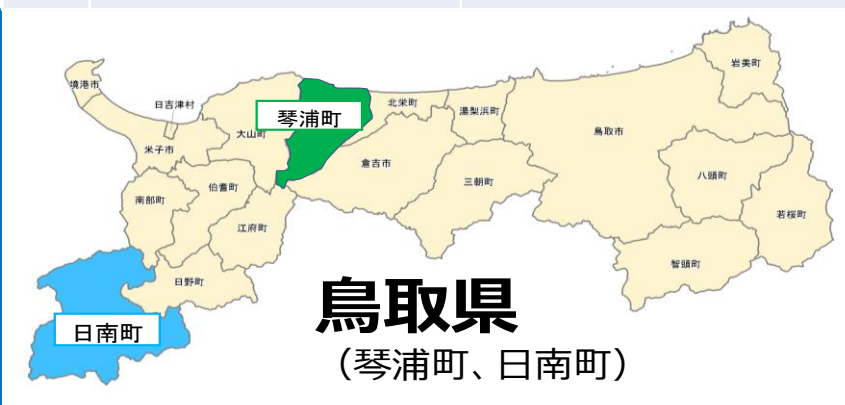 岩美町
境港市
日吉津村
北栄町
湯梨浜町
琴浦町
大山町
鳥取市
米子市
倉吉市
八頭町
三朝町
伯耆町
南部町
若桜町
江府町
智頭町
日野町
鳥取県
日南町
（琴浦町、日南町）